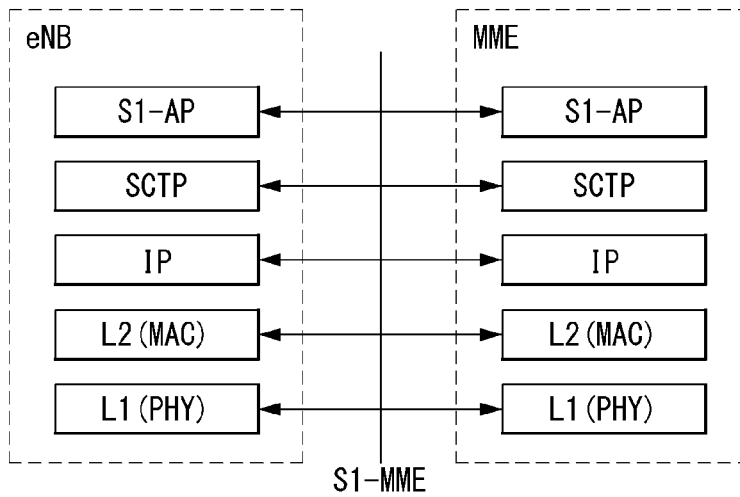 eNB
MME
S1-AP
S1-AP
SCTP
SCTP
IP
IP
L2(MAC)
L2(MAC)
L1(PHY)
L1(PHY)
S1-MME